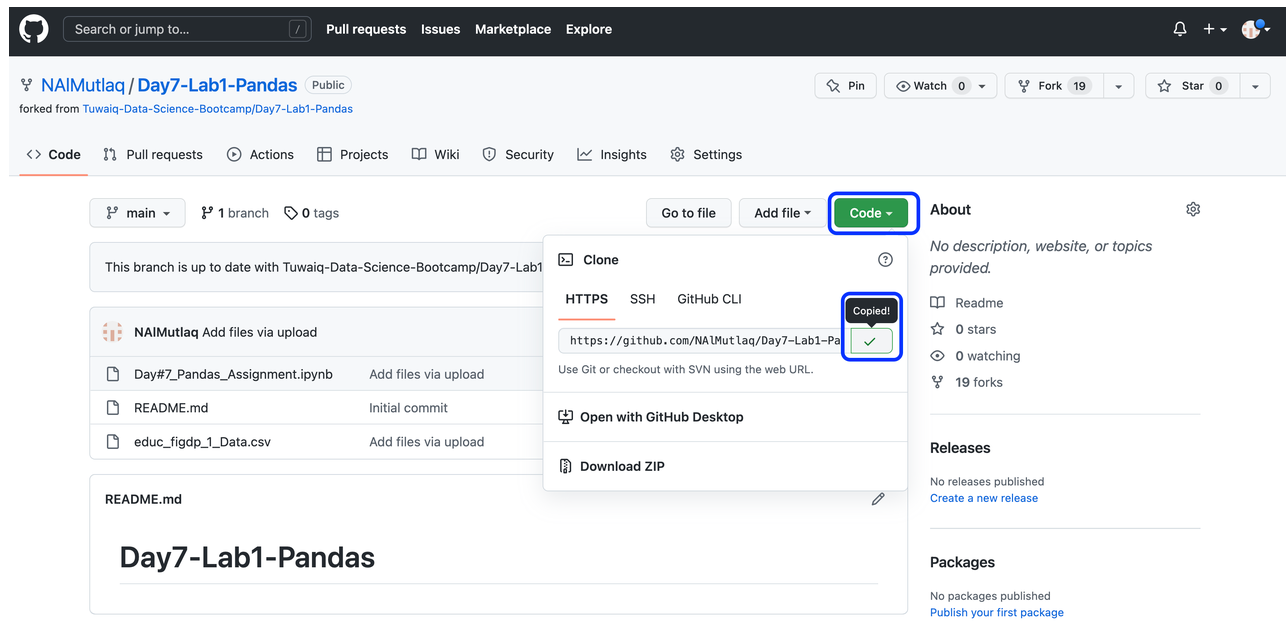 Search or jump to... /
Pull requests Issues Marketplace Explore
NAlMutlaq / Day7-Lab1-Pandas Public
Pin Watch 0 Fork 19 Star 0
forked from Tuwaiq-Data-Science-Bootcamp/Day7-Lab1-Pandas
Code Pull requests Actions Projects Wiki Security Insights Settings
main 1 branch 0 tags Go to file Add file Code
This branch is up to date with Tuwaiq-Data-Science-Bootcamp/Day7-Lab1
NAlMutlaq Add files via upload
Day#7_Pandas_Assignment.ipynb Add files via upload
README.md Initial commit
educ_figdp_1_Data.csv Add files via upload
Clone
HTTPS SSH GitHub CLI
Copied!
https://github.com/NAlMutlaq/Day7-Lab1-Pa
Use Git or checkout with SVN using the web URL.
Open with GitHub Desktop
Download ZIP
README.md
Day7-Lab1-Pandas
About
No description, website, or topics
provided.
Readme
0 stars
0 watching
19 forks
Releases
No releases published
Create a new release
Packages
No packages published
Publish your first package